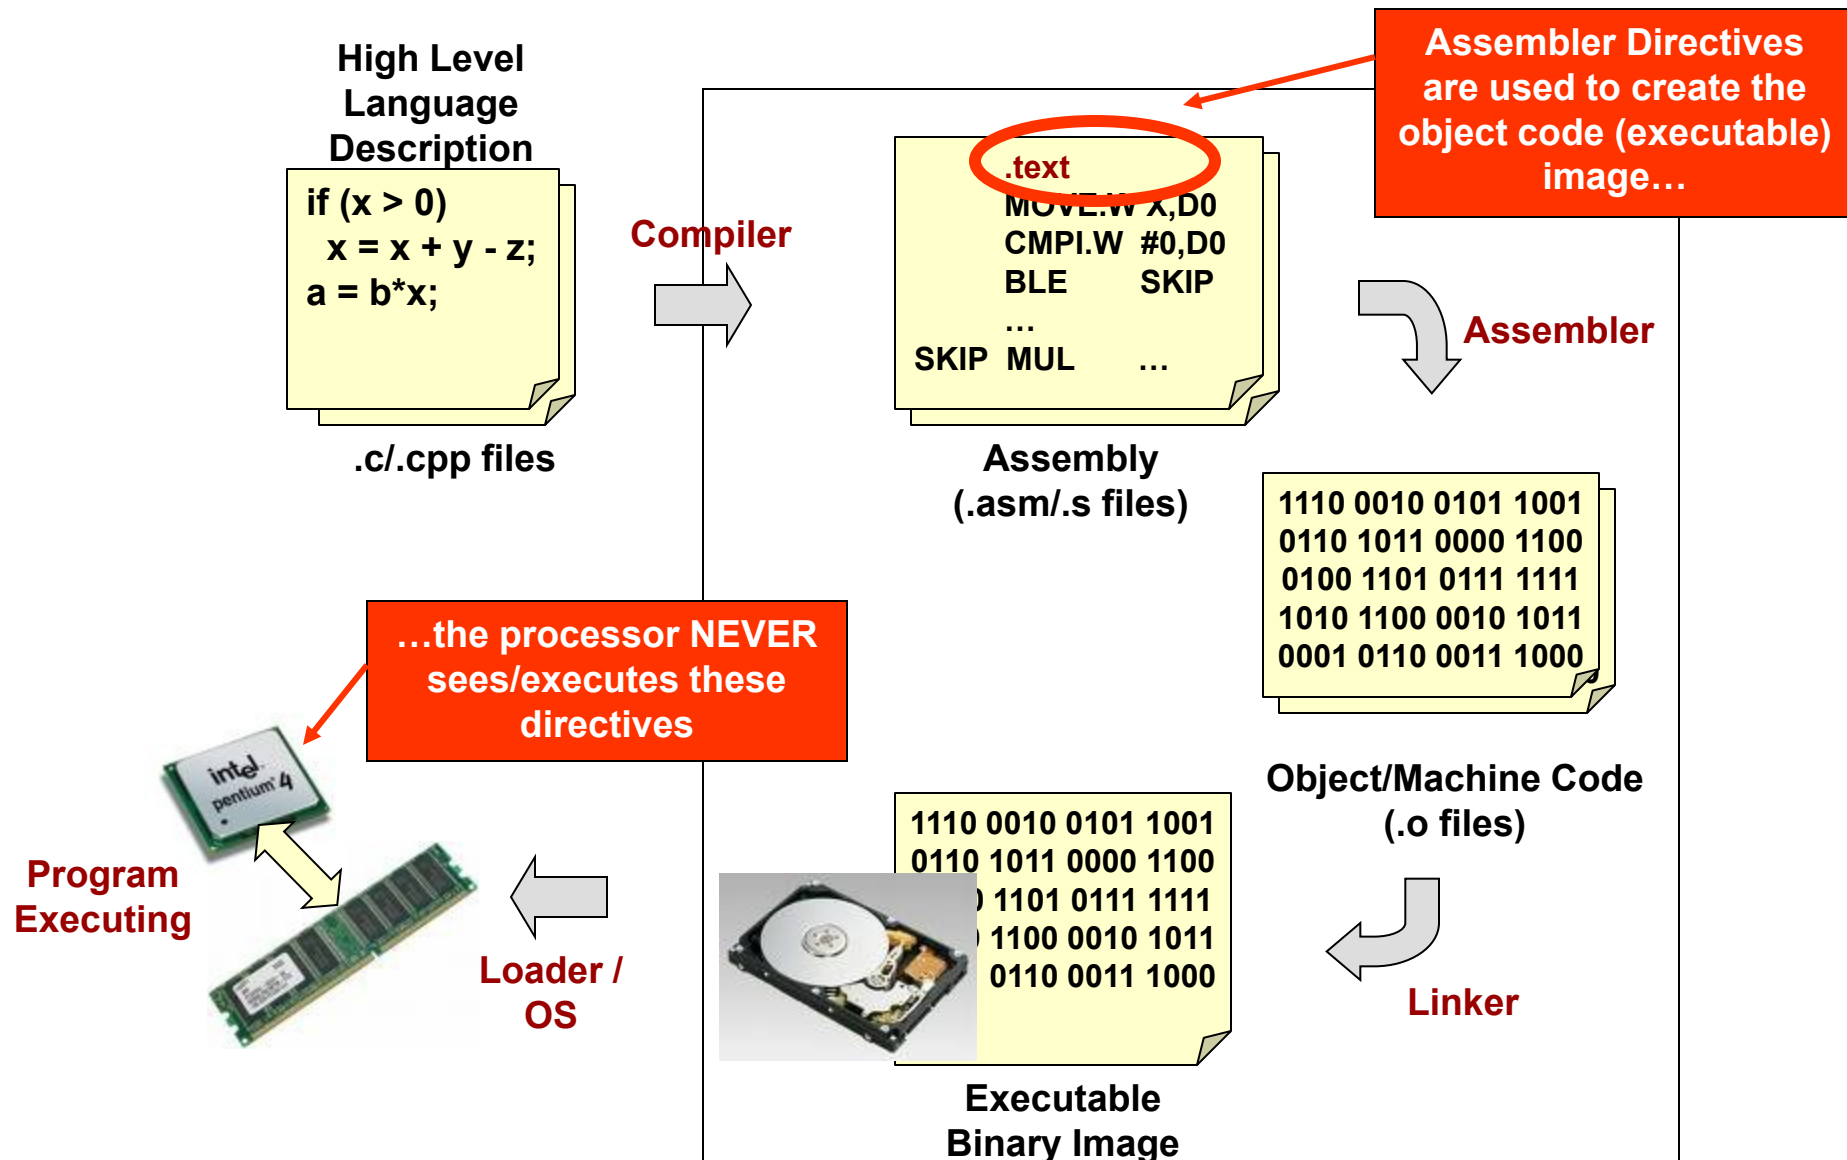 High Level
Language
Description
if (x > 0)
x = x + y - z;
a = b*x;
.c/.cpp files
Compiler
.text
MOVE.W X,D0
CMPI.W #0,D0
BLE SKIP
…
SKIP MUL …
Assembly
(.asm/.s files)
Assembler Directives
are used to create the
object code (executable)
image…
Assembler
1110 0010 0101 1001
0110 1011 0000 1100
0100 1101 0111 1111
1010 1100 0010 1011
0001 0110 0011 1000
Object/Machine Code
(.o files)
Linker
1110 0010 0101 1001
0110 1011 0000 1100
1101 0111 1111
1100 0010 1011
0110 0011 1000
Executable
Binary Image
Loader /
OS
…the processor NEVER
sees/executes these
directives
intel
pentium 4
Program
Executing